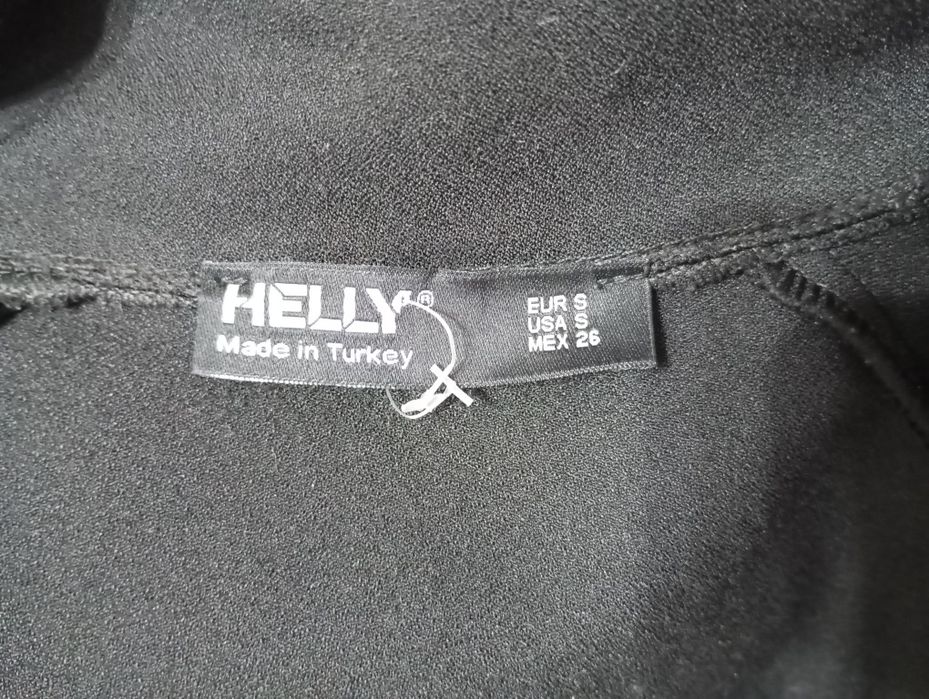 HELLY®
Made in Turkey
EUR S
USA S
MEX 26